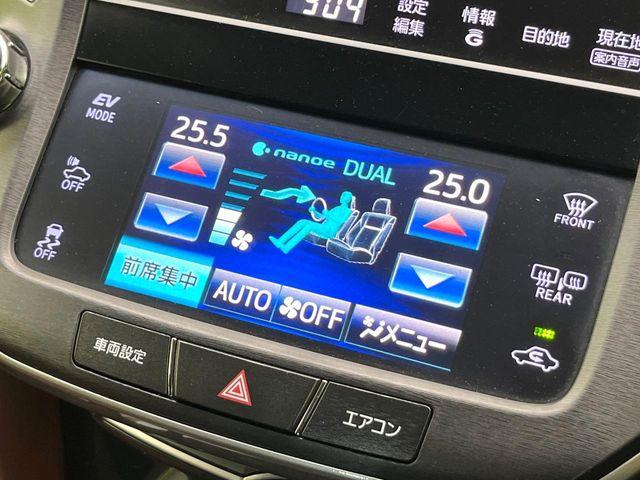 304
設定
編集
情報
G
目的地
現在地
案内音声
EV
MODE
25.5
nanoe DUAL
25.0
FRONT
OFF
OFF
REAR
前席集中
AUTO
OFF
メニュー
車両設定
エアコン